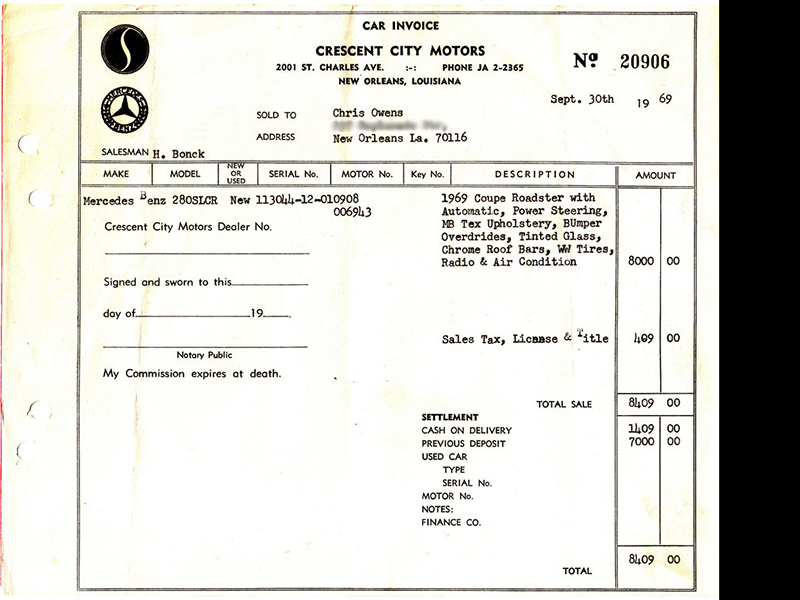 CAR INVOICE
CRESCENT CITY MOTORS
2001 ST. CHARLES AVE. :-: PHONE JA 2-2365
NEW ORLEANS, LOUISIANA
Nº 20906
Sept. 30th 19 69
MERCEDES
BENZ
SOLD TO Chris Owens
ADDRESS
New Orleans La. 70116
SALESMAN H. Bonck
MAKE MODEL NEW OR USED SERIAL No. MOTOR No. Key No. DESCRIPTION AMOUNT
Mercedes Benz 280SLCR New 113044-12-010908 1969 Coupe Roadster with
006943 Automatic, Power Steering,
Crescent City Motors Dealer No. MB Tex Upholstery, BUmper
Overdrides, Tinted Glass,
Chrome Roof Bars, WW Tires,
Radio & Air Condition 8000 00
Signed and sworn to this
day of 19 .
Sales Tax, License & Title 409 00
Notary Public
My Commission expires at death.
TOTAL SALE 8409 00
SETTLEMENT
CASH ON DELIVERY 1409 00
PREVIOUS DEPOSIT 7000 00
USED CAR
TYPE
SERIAL No.
MOTOR No.
NOTES:
FINANCE CO.
TOTAL 8409 00